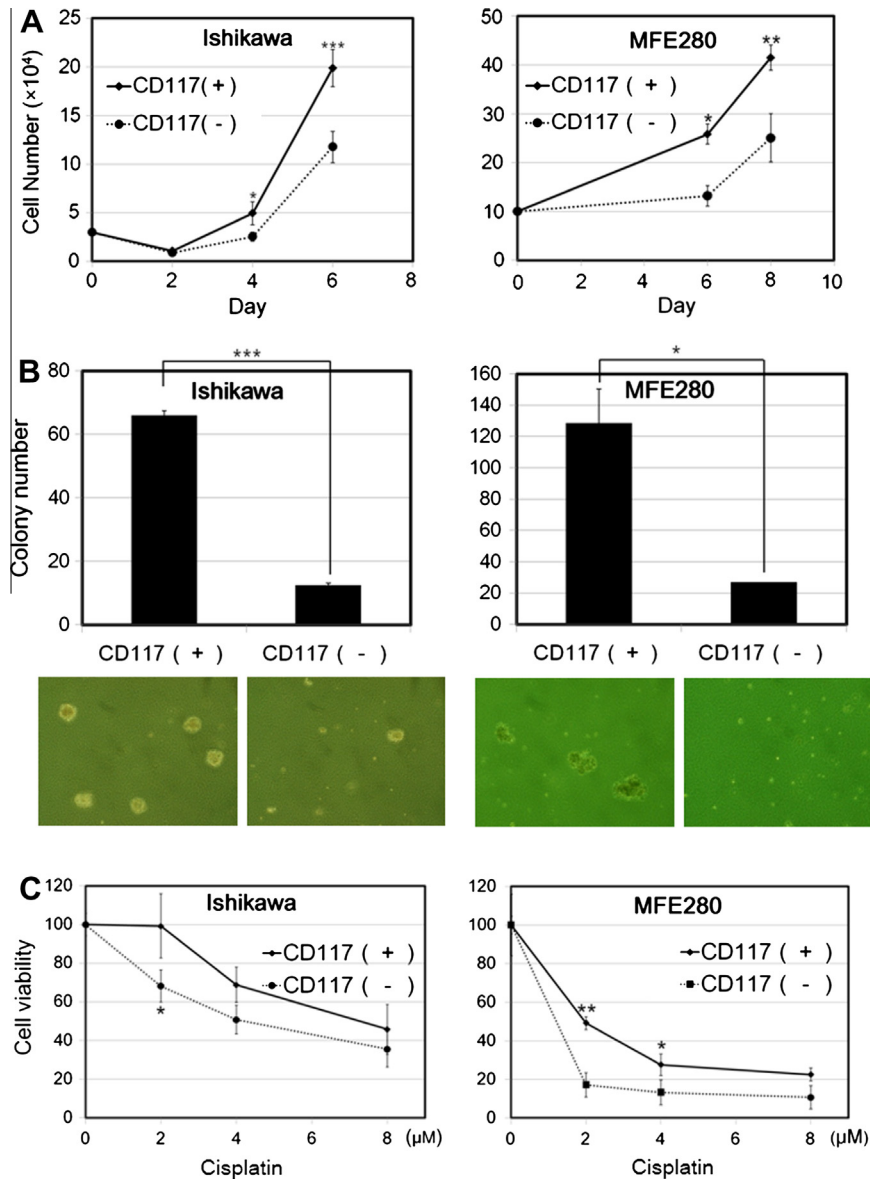 A
Ishikawa
Cell Number (×10⁴)
25
20
15
10
5
0
***
*
CD117(+)
CD117(-)
0 2 4 6 8
Day
MFE280
50
40
30
20
10
0
**
*
CD117 ( + )
CD117 ( - )
0 2 4 6 8 10
Day
B
***
Ishikawa
Colony number
80
60
40
20
0
CD117 ( + ) CD117 ( - )
*
MFE280
160
140
120
100
80
60
40
20
0
CD117 ( + ) CD117 ( - )
C
Ishikawa
Cell viability
120
100
80
60
40
20
0
CD117 ( + )
CD117 ( - )
*
0 2 4 8 (µM)
Cisplatin
MFE280
120
100
80
60
40
20
0
CD117 ( + )
CD117 ( - )
**
*
0 2 4 8 (µM)
Cisplatin